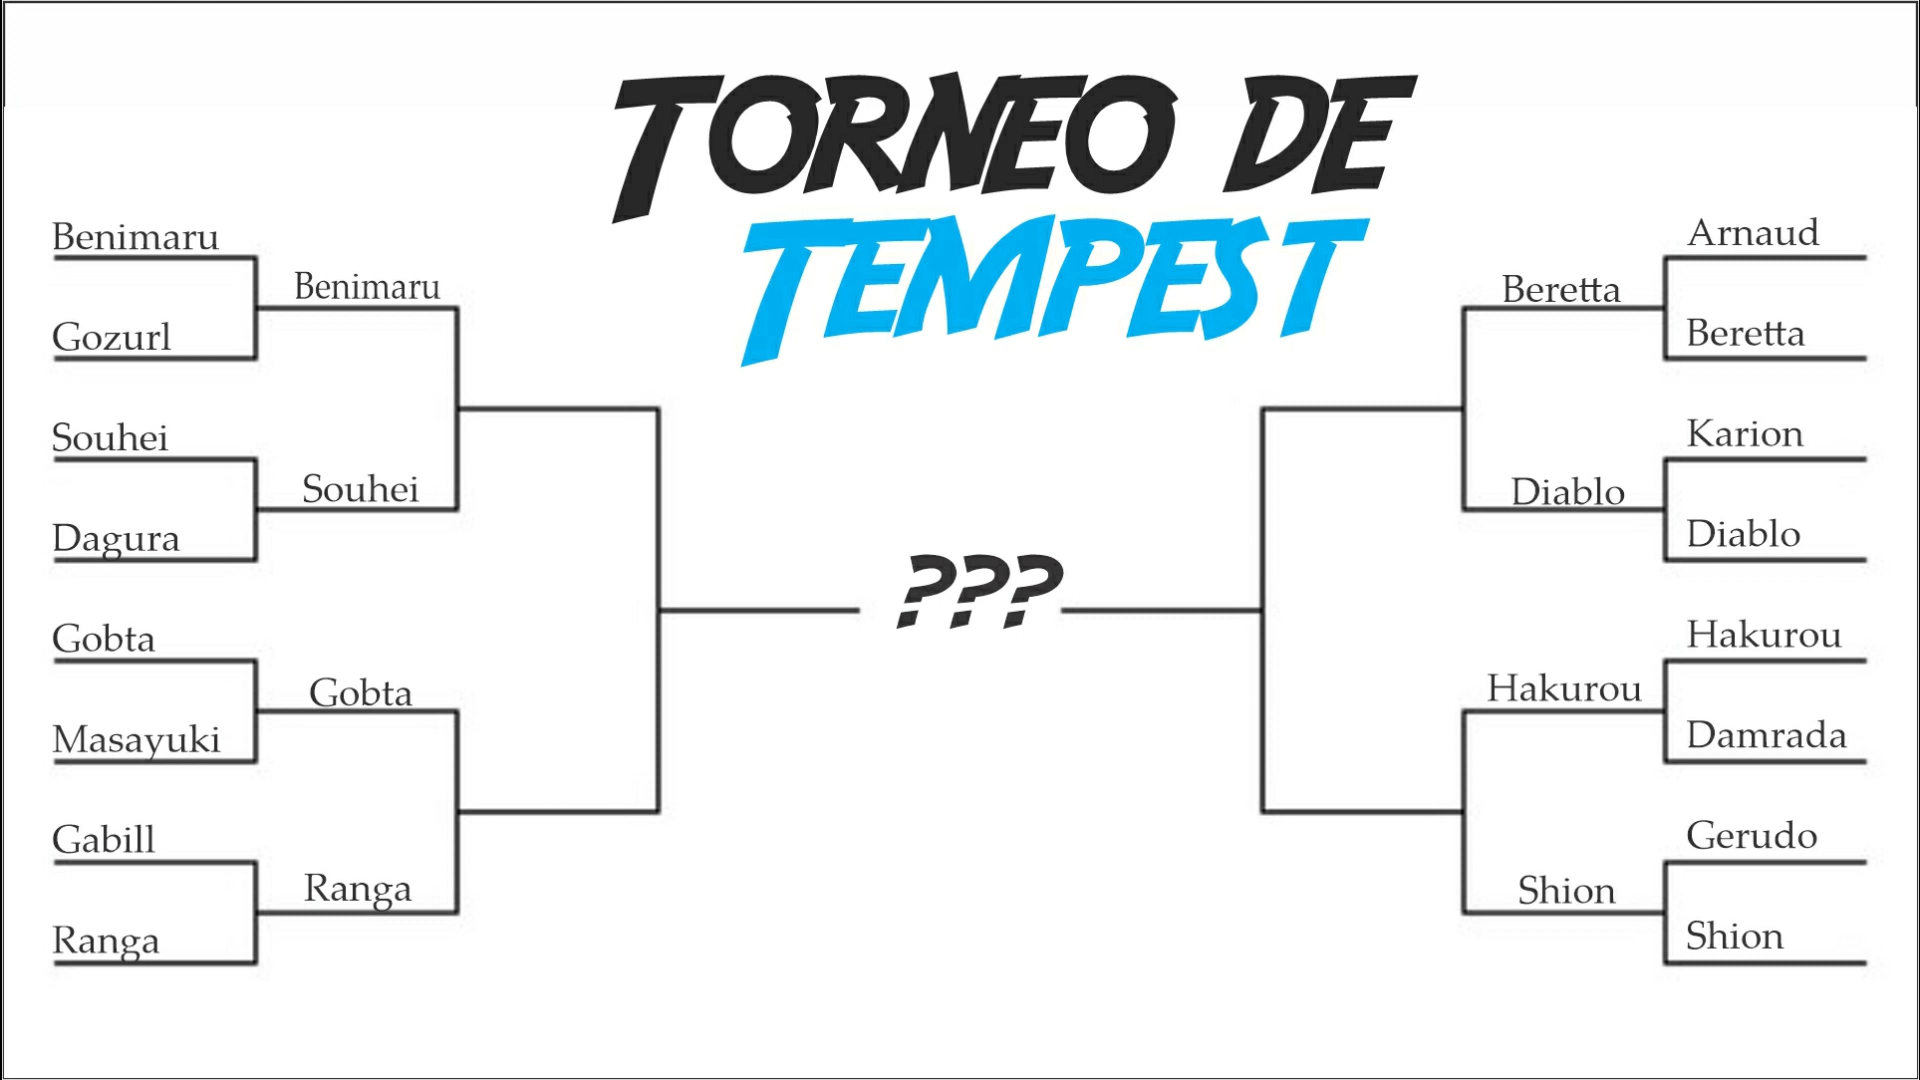 TORNEO DE
TEMPEST
Benimaru
Gozurl
Souhei
Dagura
Gobta
Masayuki
Gabill
Ranga
Benimaru
Souhei
Gobta
Ranga
???
Beretta
Diablo
Hakurou
Shion
Arnaud
Beretta
Karion
Diablo
Hakurou
Damrada
Gerudo
Shion